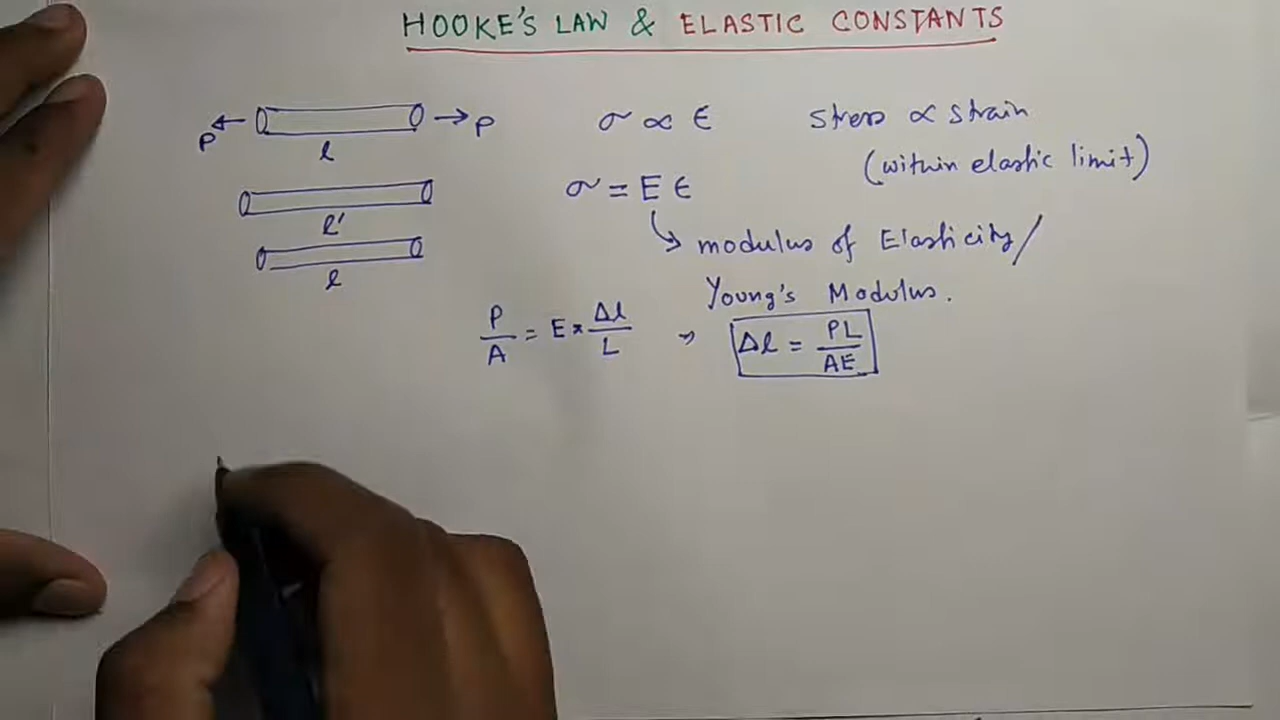 HOOKE'S LAW & ELASTIC CONSTANTS
P ← → P
l
l'
l
σ ∝ ϵ
stress ∝ strain
(within elastic limit)
σ = E ϵ
modulus of Elasticity/
Young's Modulus.
P/A = E × Δl/L ⇒ Δl = PL/AE